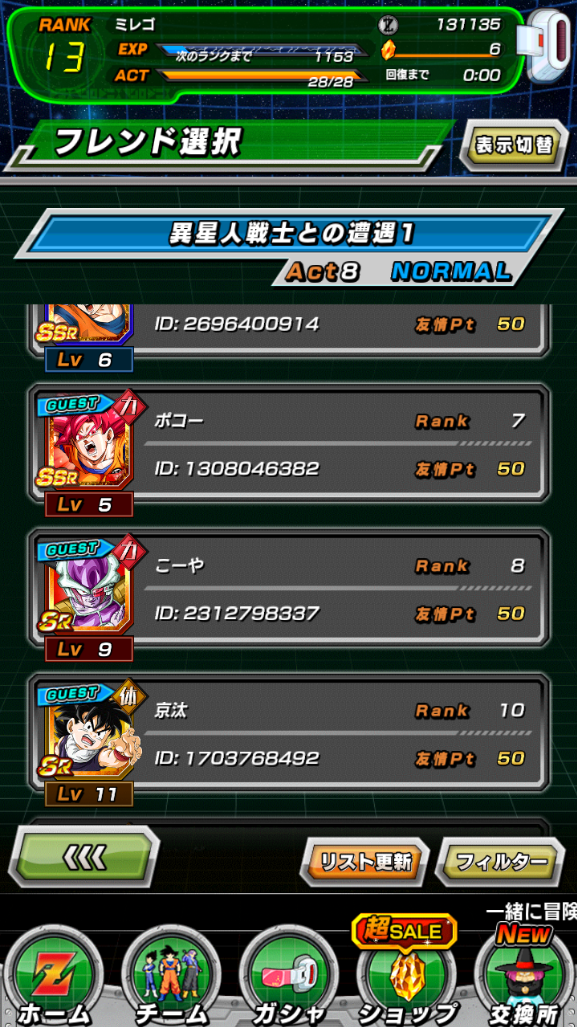 RANK ミレゴ Z 131135
13 EXP 次のランクまで 1153 6
ACT 28/28 回復まで 0:00
フレンド選択 表示切替
異星人戦士との遭遇1
Act8 NORMAL
SSR ID: 2696400914 友情Pt 50
Lv 6
GUEST 力 ポコー Rank 7
SSR ID: 1308046382 友情Pt 50
Lv 5
GUEST 力 こーや Rank 8
SR ID: 2312798337 友情Pt 50
Lv 9
GUEST 体 京汰 Rank 10
SR ID: 1703768492 友情Pt 50
Lv 11
リスト更新 フィルター
一緒に冒険
超SALE NEW
Z
ホーム チーム ガシャ ショップ 交換所